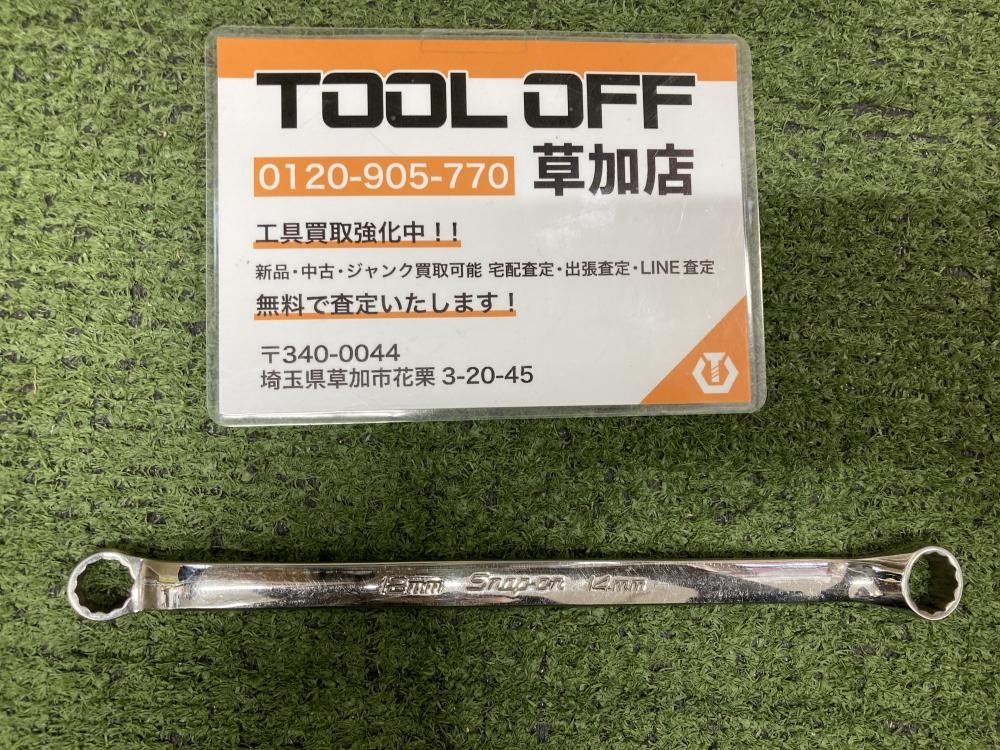 TOOL OFF
0120-905-770 草加店
工具買取強化中!!
新品・中古・ジャンク買取可能 宅配査定・出張査定・LINE査定
無料で査定いたします!
〒340-0044
埼玉県草加市花栗 3-20-45
12mm Snap-on 14mm